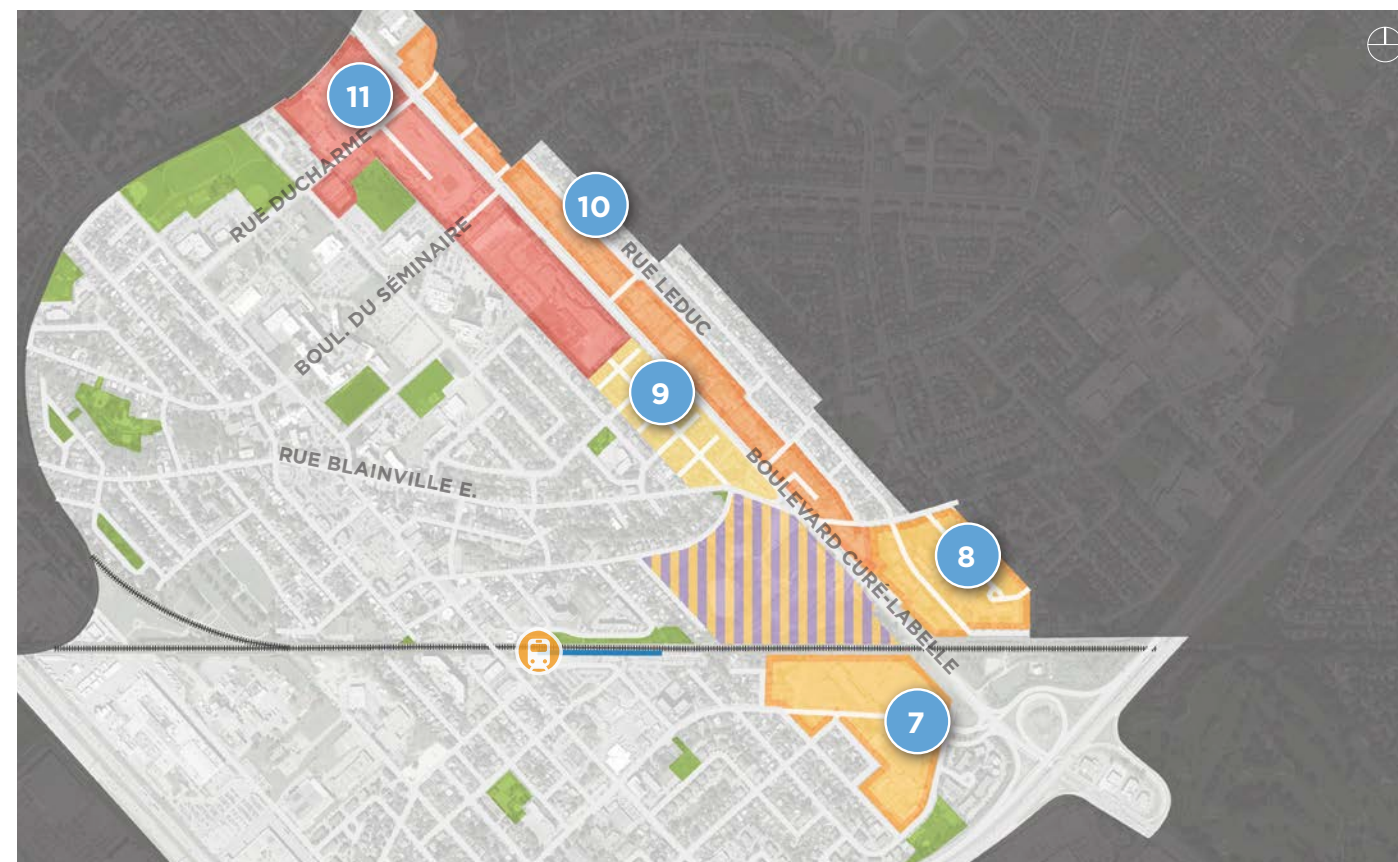 11
RUE DUCHARME
10
BOUL. DU SÉMINAIRE
RUE LEDUC
9
RUE BLAINVILLE E.
BOULEVARD CURÉ-LABELLE
8
7